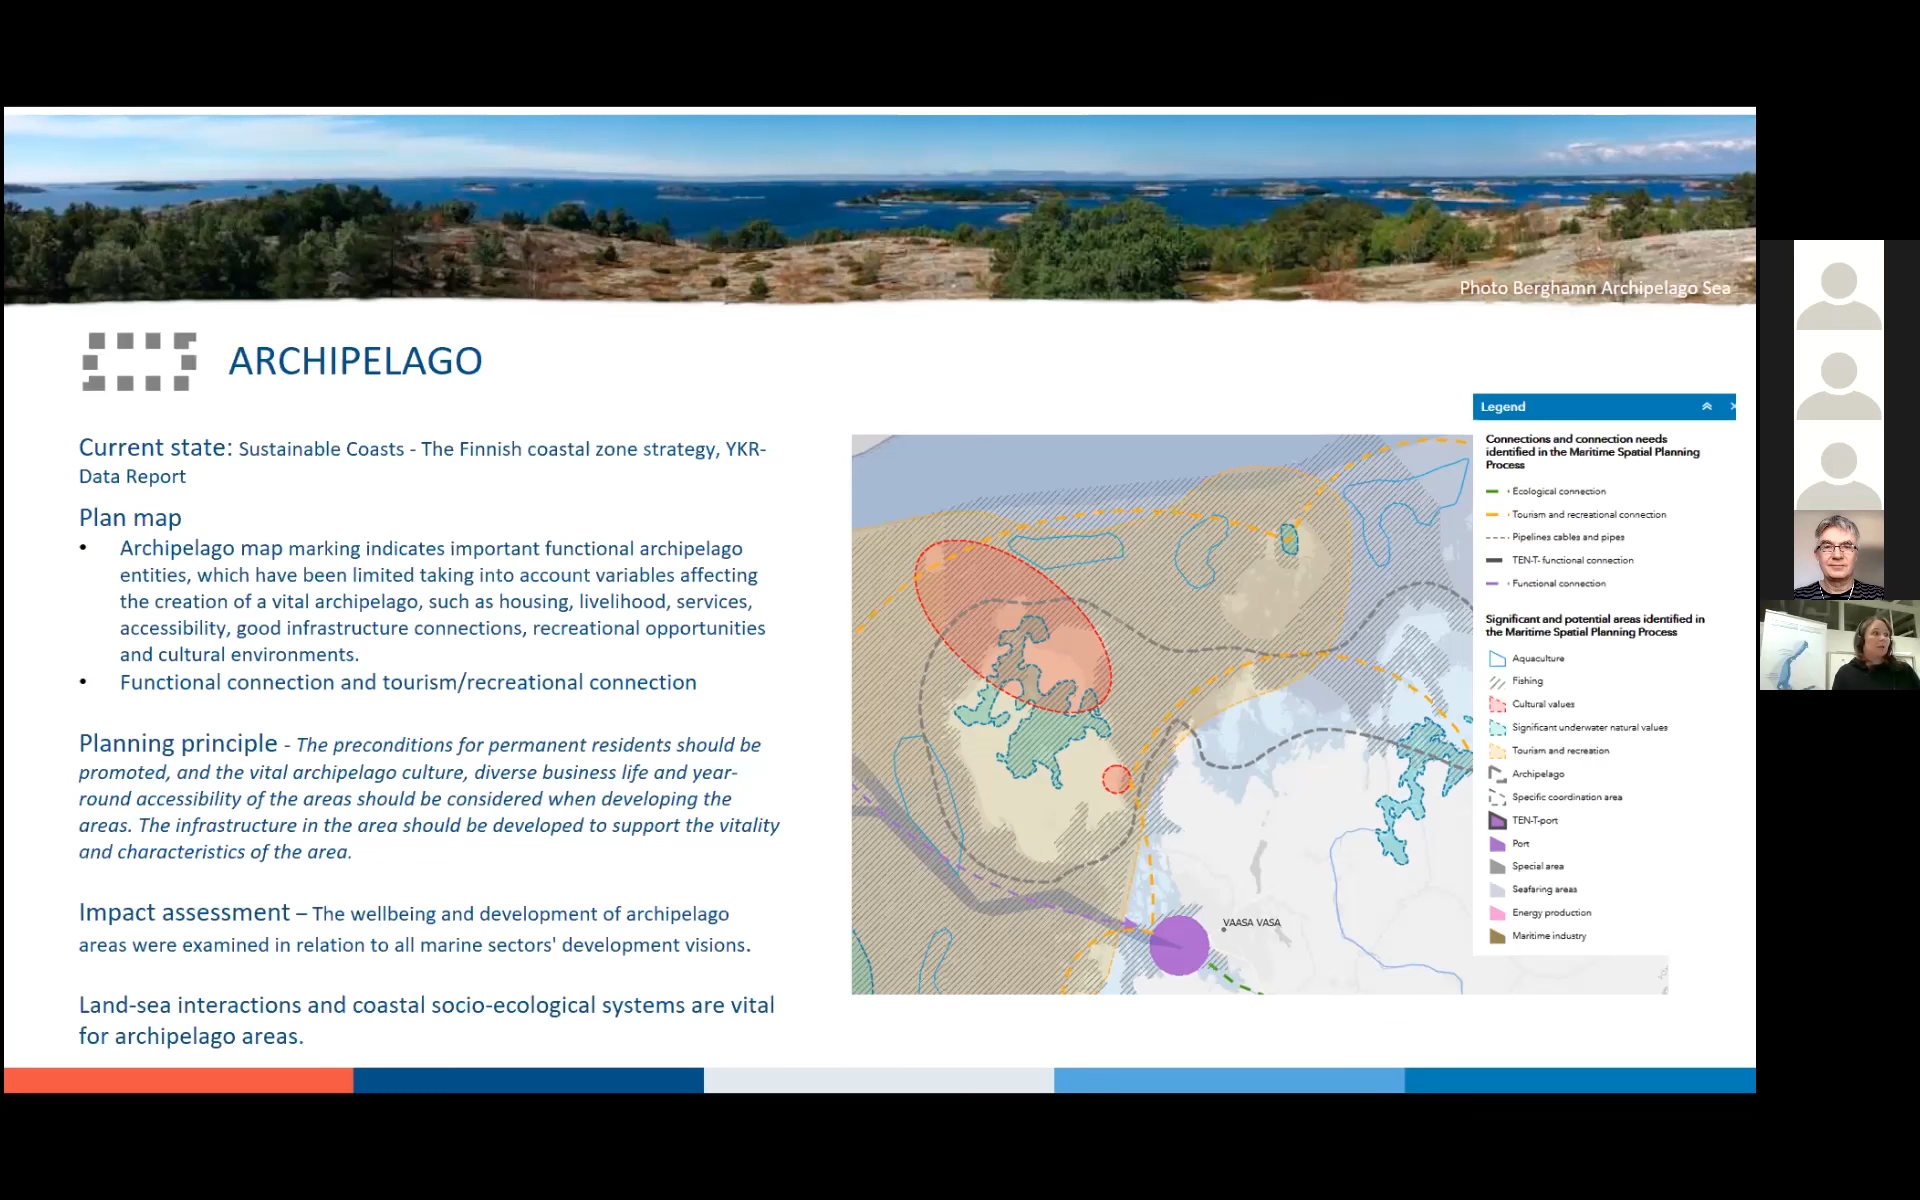 Photo Berghamn Archipelago Sea
ARCHIPELAGO
Current state: Sustainable Coasts - The Finnish coastal zone strategy, YKR-
Data Report
Plan map
• Archipelago map marking indicates important functional archipelago
entities, which have been limited taking into account variables affecting
the creation of a vital archipelago, such as housing, livelihood, services,
accessibility, good infrastructure connections, recreational opportunities
and cultural environments.
• Functional connection and tourism/recreational connection
Planning principle - The preconditions for permanent residents should be
promoted, and the vital archipelago culture, diverse business life and year-
round accessibility of the areas should be considered when developing the
areas. The infrastructure in the area should be developed to support the vitality
and characteristics of the area.
Impact assessment – The wellbeing and development of archipelago
areas were examined in relation to all marine sectors' development visions.
Land-sea interactions and coastal socio-ecological systems are vital
for archipelago areas.
VAASA VASA
Legend
Connections and connection needs
identified in the Maritime Spatial Planning
Process
Ecological connection
Tourism and recreational connection
Pipelines cables and pipes
TEN-T- functional connection
Functional connection
Significant and potential areas identified in
the Maritime Spatial Planning Process
Aquaculture
Fishing
Cultural values
Significant underwater natural values
Tourism and recreation
Archipelago
Specific coordination area
TEN-T-port
Port
Special area
Seafaring areas
Energy production
Maritime industry